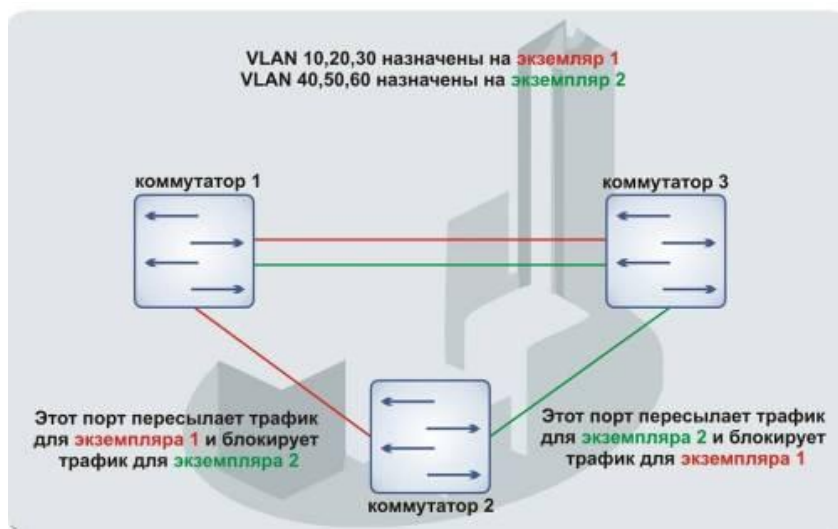 VLAN 10,20,30 назначены на экземляр 1
VLAN 40,50,60 назначены на экземпляр 2
коммутатор 1
коммутатор 3
Этот порт пересылает трафик
для экземпляра 1 и блокирует
трафик для экземпляра 2
Этот порт пересылает трафик
для экземпляра 2 и блокирует
трафик для экземпляра 1
коммутатор 2